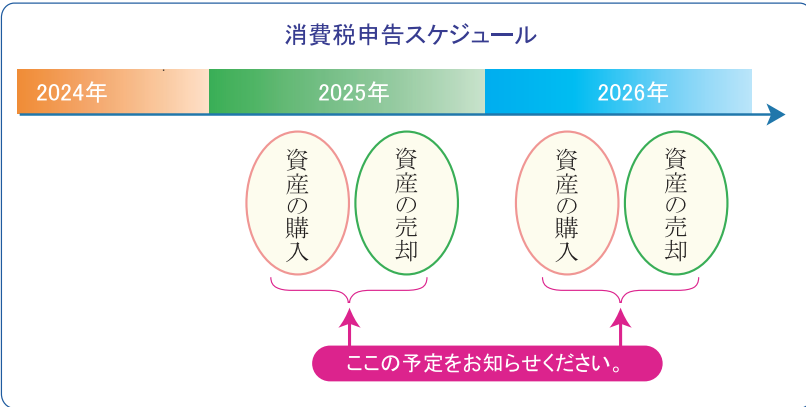 消費税申告スケジュール
2024年
2025年
2026年
資産の購入
資産の売却
資産の購入
資産の売却
ここの予定をお知らせください。